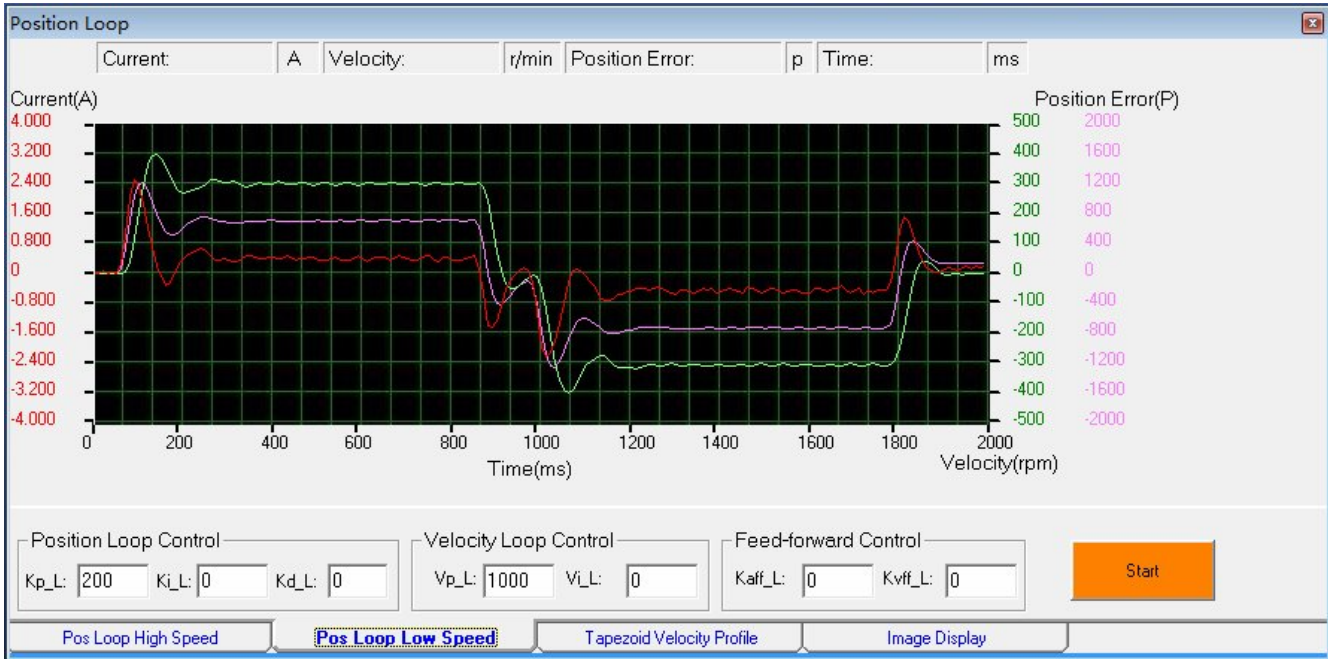 Position Loop
Current: A Velocity: r/min Position Error: p Time: ms
Current(A) Position Error(P)
4.000 500 2000
3.200 400 1600
2.400 300 1200
1.600 200 800
0.800 100 400
0 0 0
-0.800 -100 -400
-1.600 -200 -800
-2.400 -300 -1200
-3.200 -400 -1600
-4.000 -500 -2000
0 200 400 600 800 1000 1200 1400 1600 1800 2000
Time(ms) Velocity(rpm)
Position Loop Control Velocity Loop Control Feed-forward Control
Kp_L: 200 Ki_L: 0 Kd_L: 0 Vp_L: 1000 Vi_L: 0 Kaff_L: 0 Kvff_L: 0 Start
Pos Loop High Speed Pos Loop Low Speed Tapezoid Velocity Profile Image Display